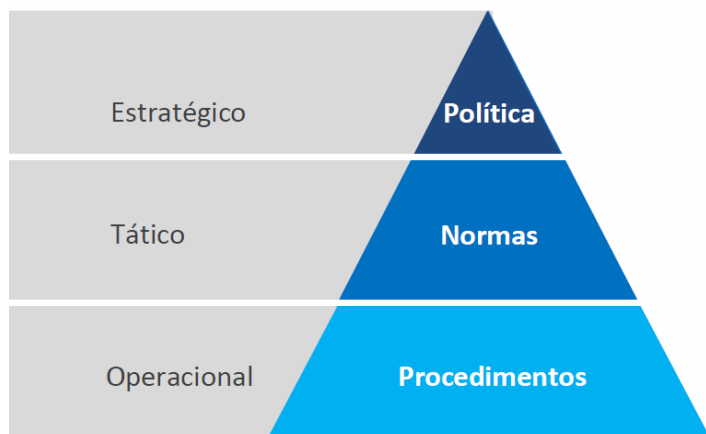 Estratégico
Política
Tático
Normas
Operacional
Procedimentos